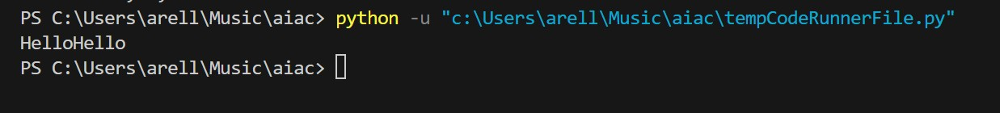 PS C:\Users\arell\Music\aiac> python -u "c:\Users\arell\Music\aiac\tempCodeRunnerFile.py"
HelloHello
PS C:\Users\arell\Music\aiac>